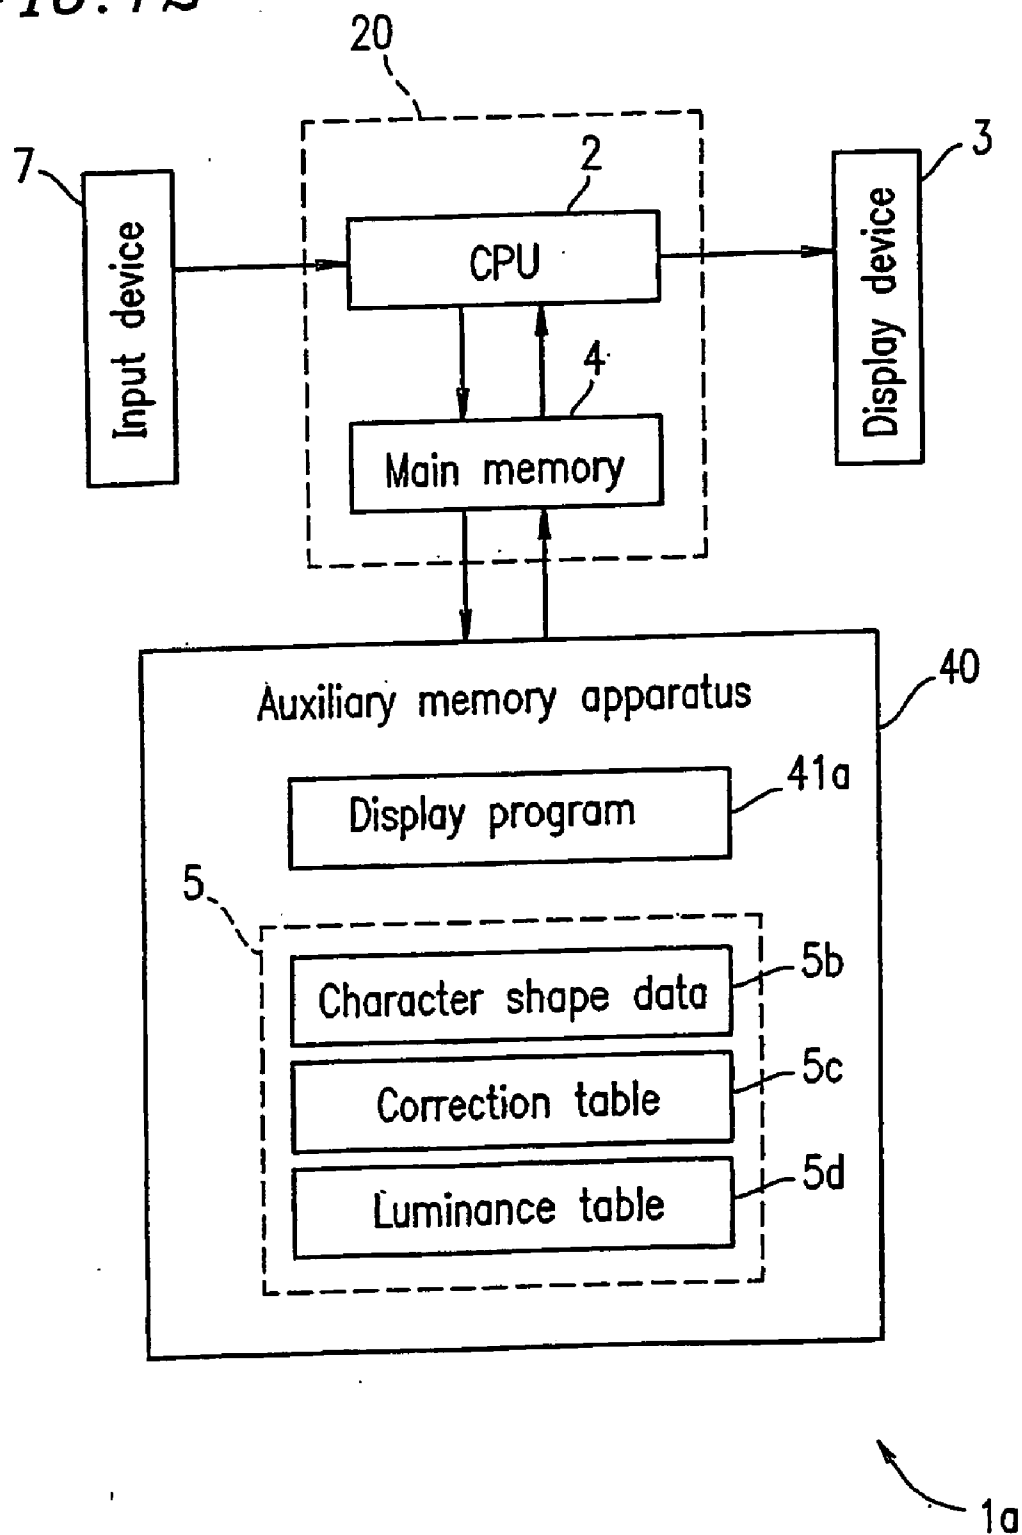 20
2
7
3
CPU
Input device
Display device
4
Main memory
Auxiliary memory apparatus
40
Display program
41a
5
Character shape data
5b
Correction table
5c
Luminance table
5d
1a